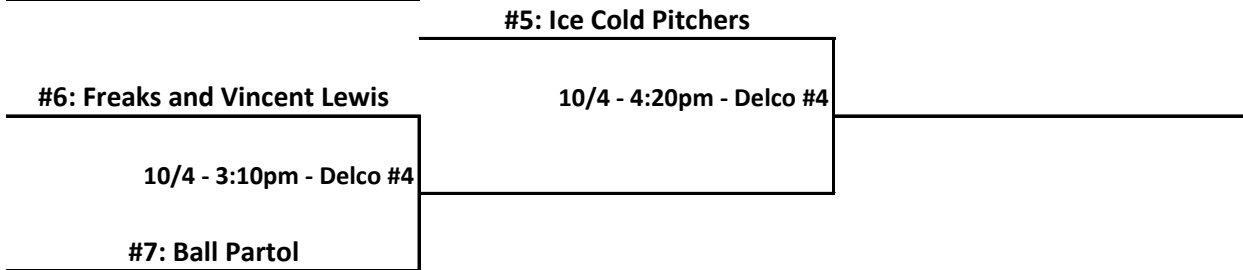 #5: Ice Cold Pitchers
#6: Freaks and Vincent Lewis
10/4 - 4:20pm - Delco #4
10/4 - 3:10pm - Delco #4
#7: Ball Partol